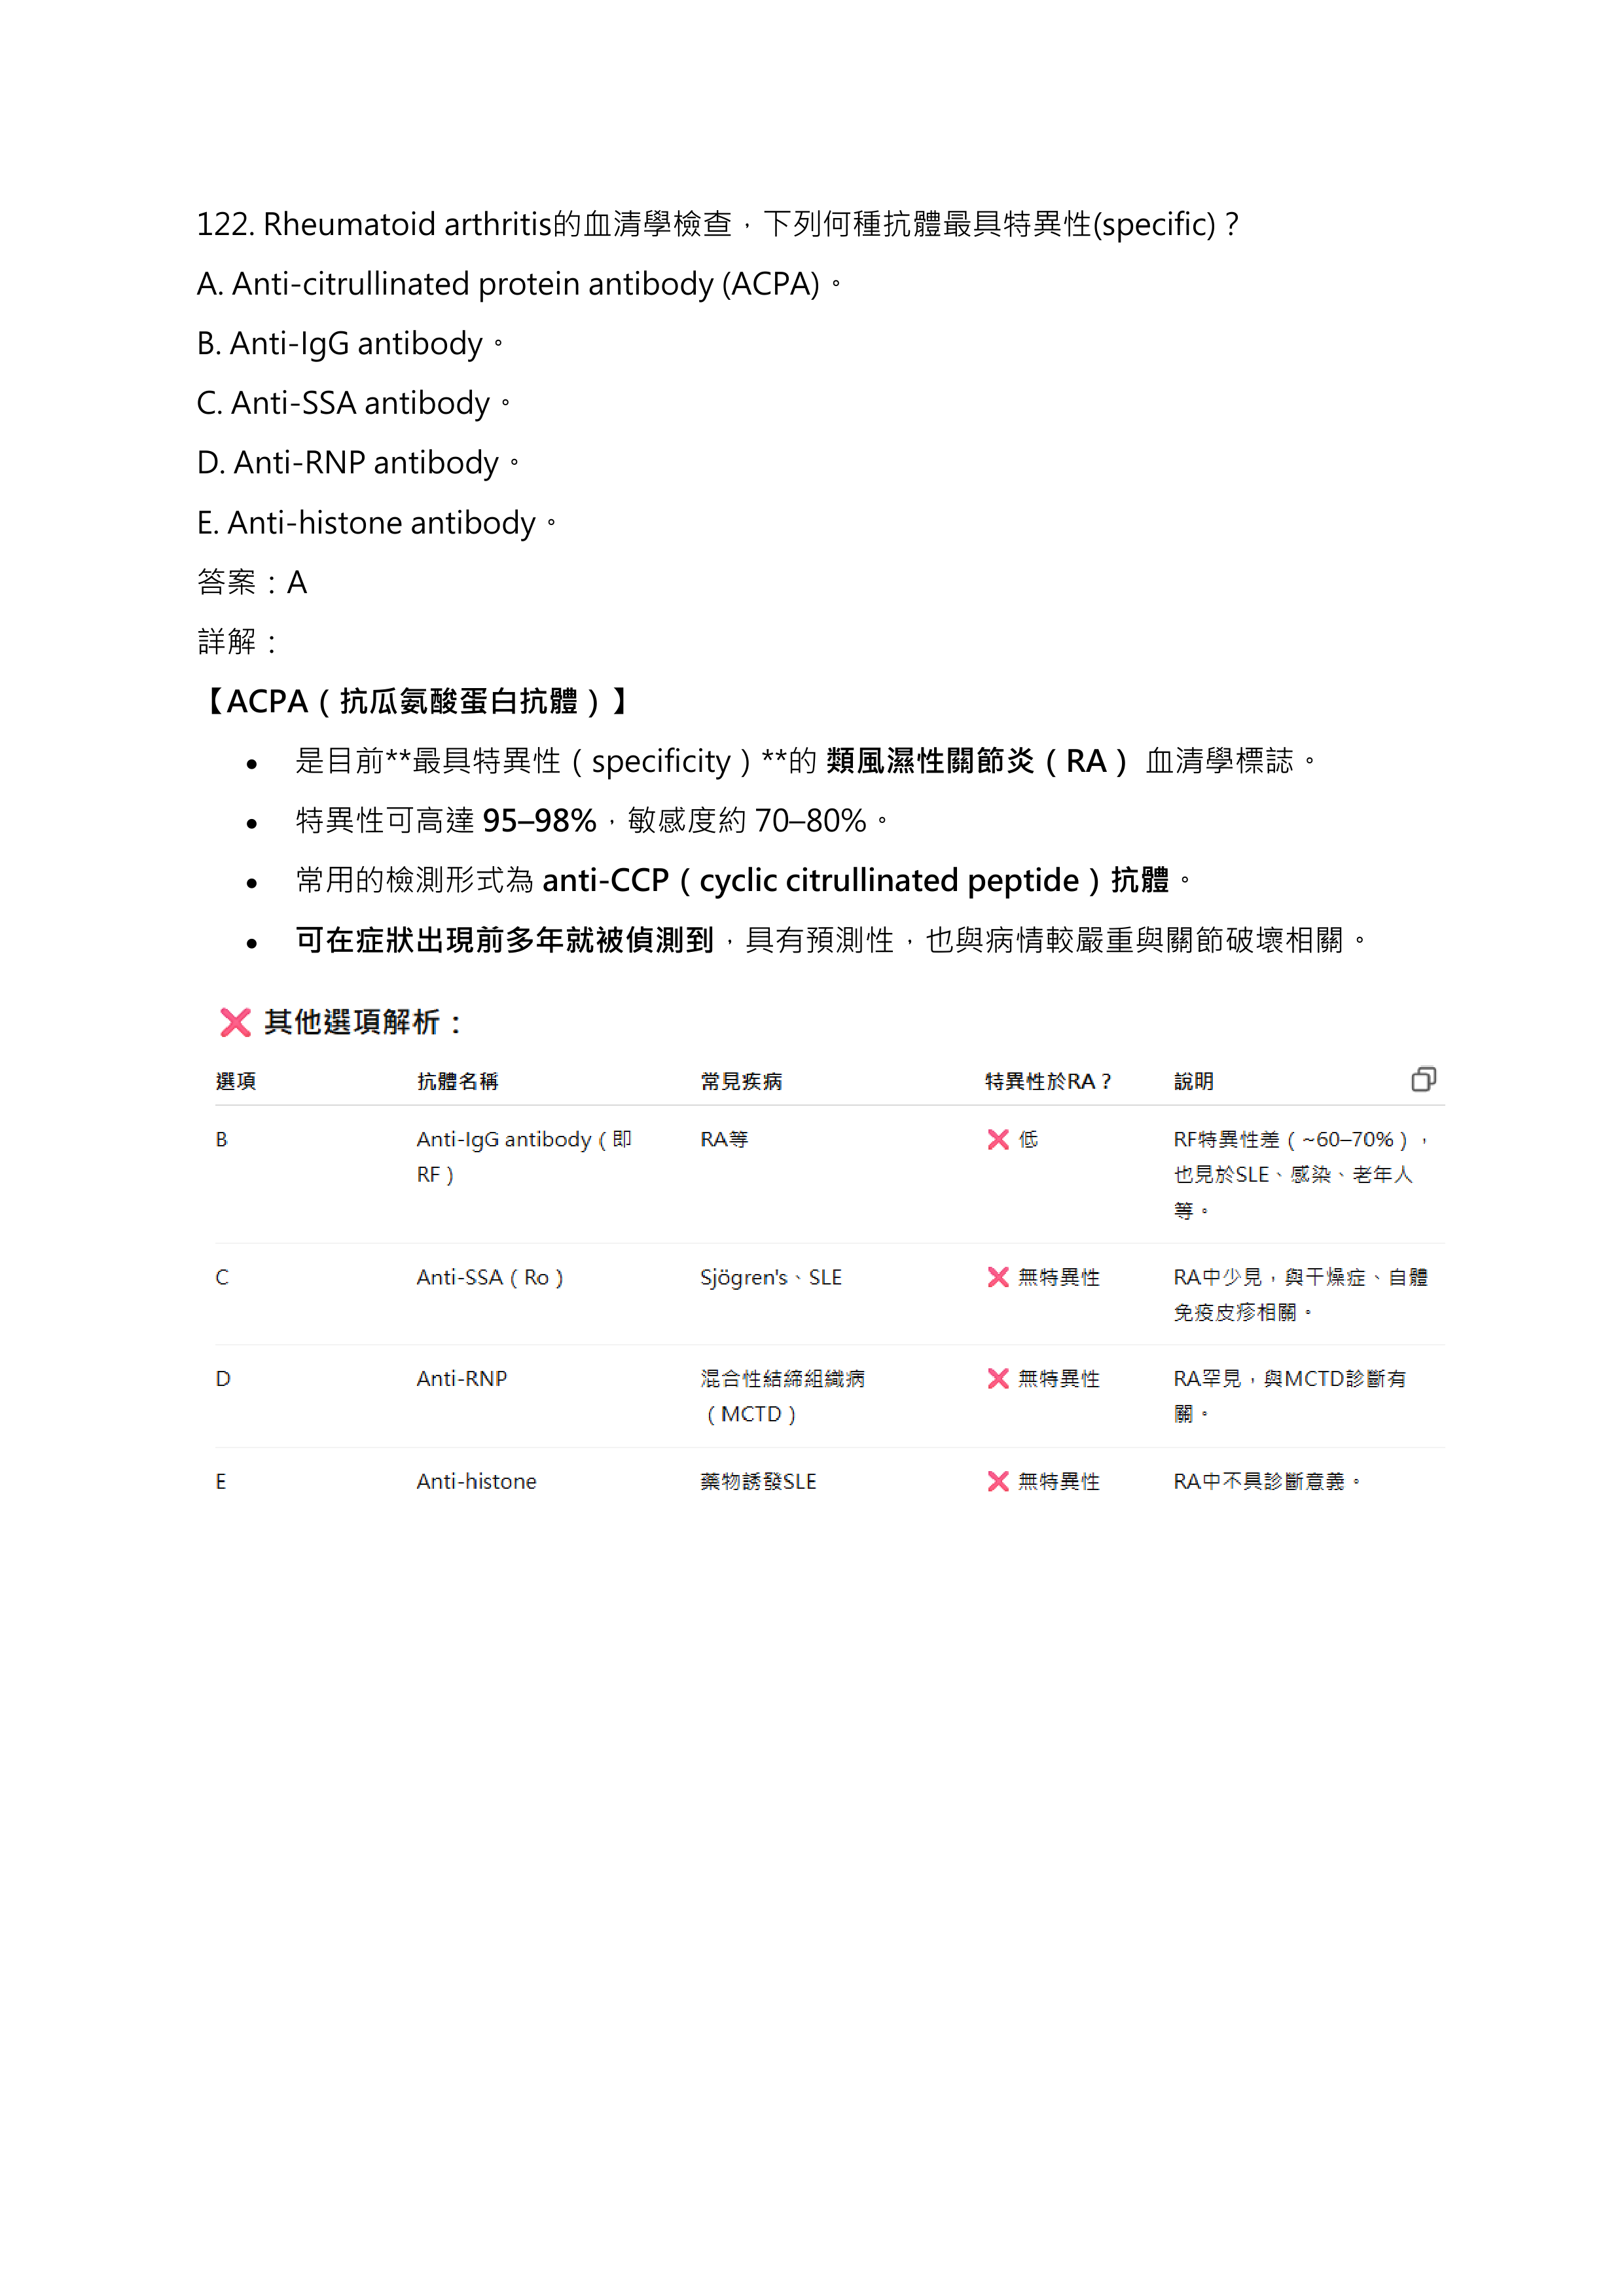 122. Rheumatoid arthritis的血清學檢查，下列何種抗體最具特異性(specific)？
A. Anti-citrullinated protein antibody (ACPA)。
B. Anti-IgG antibody。
C. Anti-SSA antibody。
D. Anti-RNP antibody。
E. Anti-histone antibody。
答案：A
詳解：
【ACPA（抗瓜氨酸蛋白抗體）】
• 是目前**最具特異性（specificity）**的 類風濕性關節炎（RA） 血清學標誌。
• 特異性可高達 95–98%，敏感度約 70–80%。
• 常用的檢測形式為 anti-CCP（cyclic citrullinated peptide）抗體。
• 可在症狀出現前多年就被偵測到，具有預測性，也與病情較嚴重與關節破壞相關。
❌ 其他選項解析：
選項 抗體名稱 常見疾病 特異性於RA？ 說明
B Anti-IgG antibody（即 RA等 ❌ 低 RF特異性差（~60–70%），
RF） 也見於SLE、感染、老年人
等。
C Anti-SSA（Ro） Sjögren's、SLE ❌ 無特異性 RA中少見，與干燥症、自體
免疫皮疹相關。
D Anti-RNP 混合性結締組織病 ❌ 無特異性 RA罕見，與MCTD診斷有
（MCTD） 關。
E Anti-histone 藥物誘發SLE ❌ 無特異性 RA中不具診斷意義。